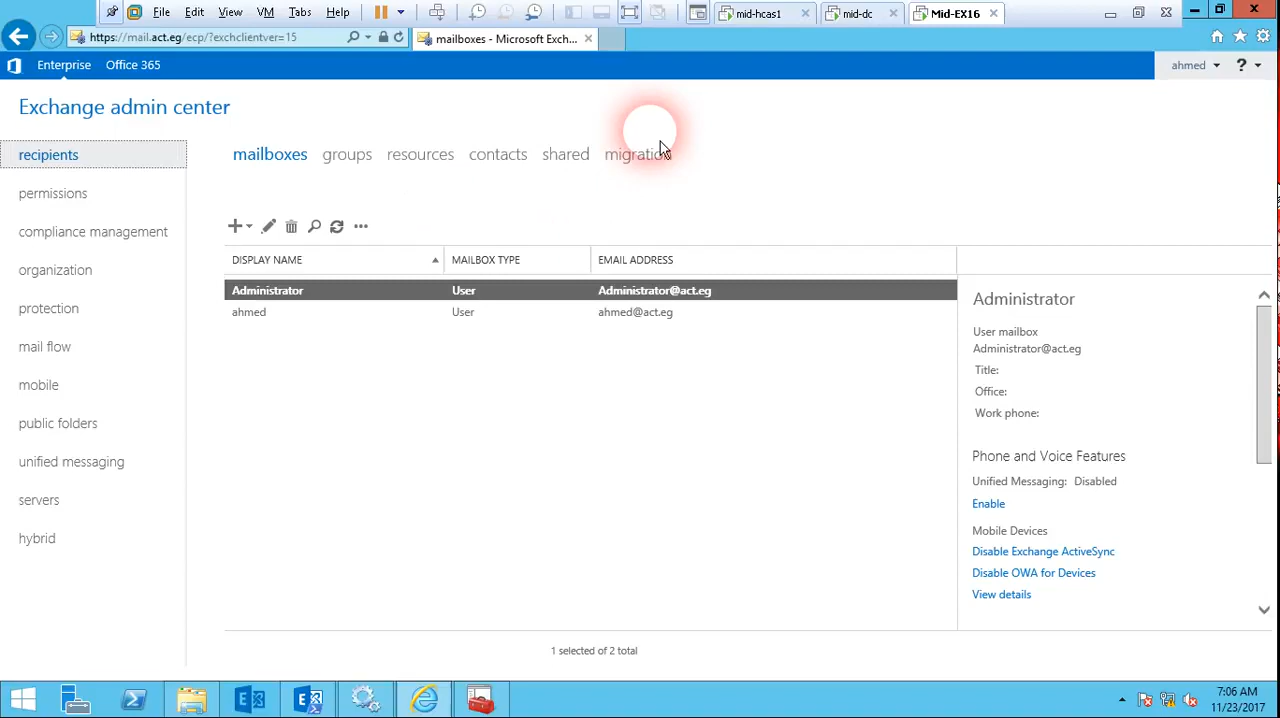 File Edit View VM Tabs Help mid-hcas1 mid-dc Mid-EX16
https://mail.act.eg/ecp/?exchclientver=15 mailboxes - Microsoft Exch...
Enterprise Office 365 ahmed ?
Exchange admin center
recipients
permissions
compliance management
organization
protection
mail flow
mobile
public folders
unified messaging
servers
hybrid
mailboxes groups resources contacts shared migration
DISPLAY NAME MAILBOX TYPE EMAIL ADDRESS
Administrator User Administrator@act.eg
ahmed User ahmed@act.eg
1 selected of 2 total
Administrator
User mailbox
Administrator@act.eg
Title:
Office:
Work phone:
Phone and Voice Features
Unified Messaging: Disabled
Enable
Mobile Devices
Disable Exchange ActiveSync
Disable OWA for Devices
View details
7:06 AM
11/23/2017